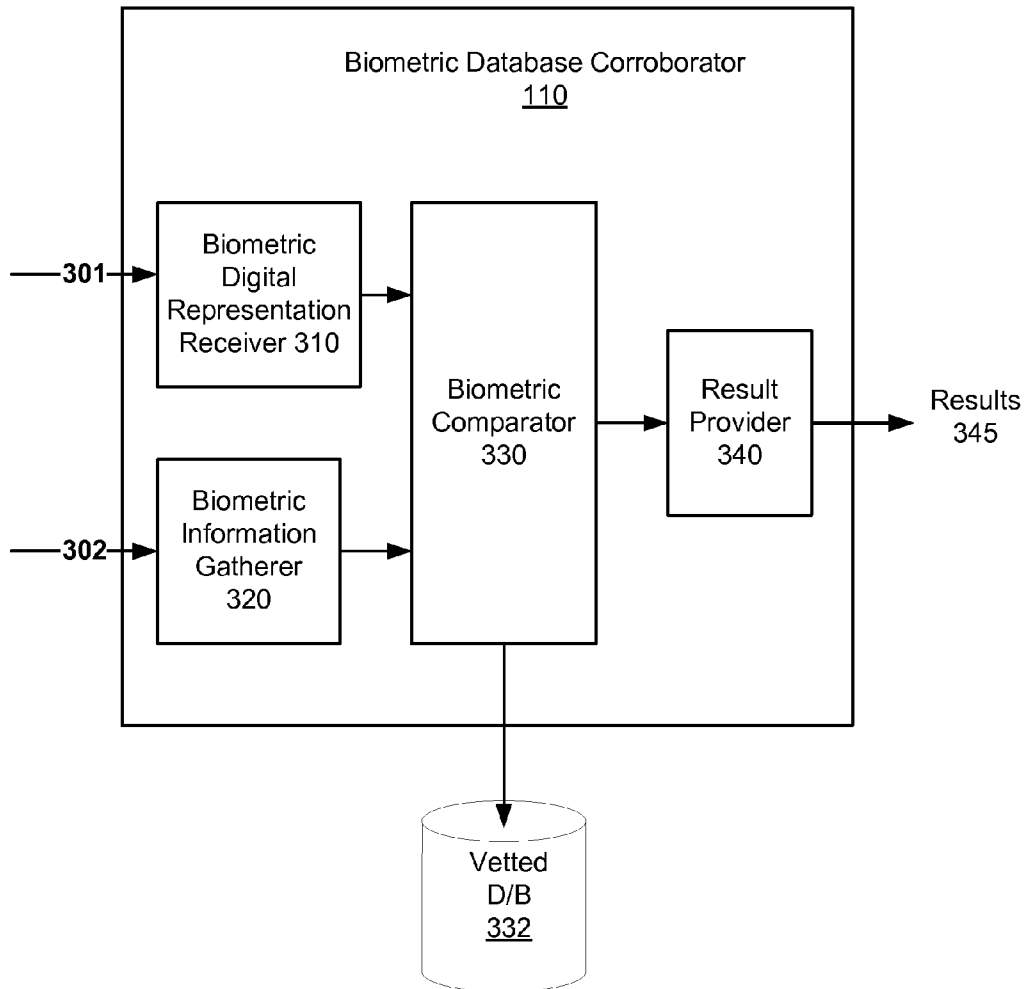 Biometric Database Corroborator
110
301
Biometric
Digital
Representation
Receiver 310
Biometric
Comparator
330
Result
Provider
340
Results
345
302
Biometric
Information
Gatherer
320
Vetted
D/B
332